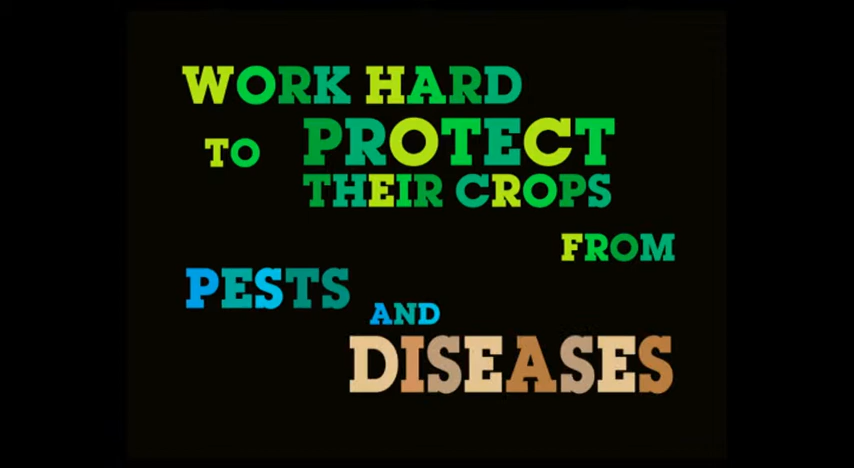 WORK HARD
TO PROTECT
THEIR CROPS
FROM
PESTS
AND
DISEASES